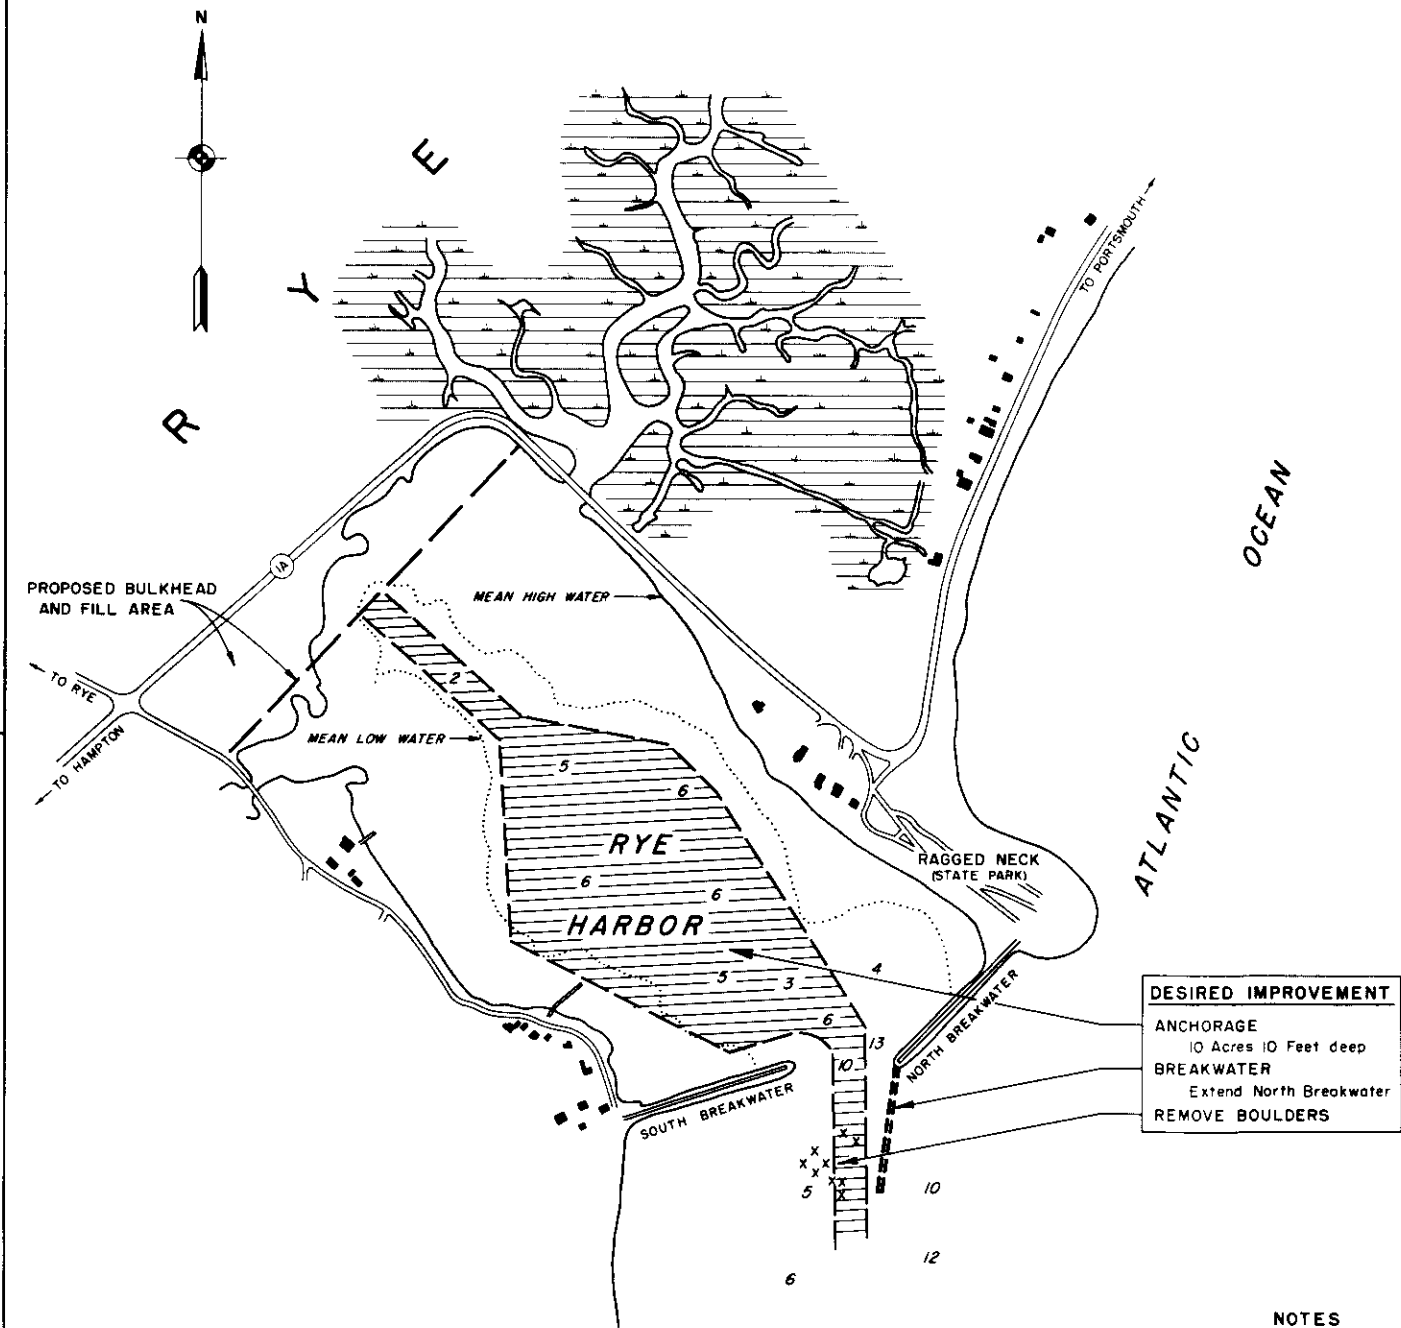 N
R Y E
TO PORTSMOUTH
OCEAN
ATLANTIC
1A
PROPOSED BULKHEAD
AND FILL AREA
MEAN HIGH WATER
TO RYE
TO HAMPTON
MEAN LOW WATER
2
5
6
RYE
6
6
HARBOR
5
3
4
6
13
10
RAGGED NECK
(STATE PARK)
NORTH BREAKWATER
SOUTH BREAKWATER
DESIRED IMPROVEMENT
ANCHORAGE
10 Acres 10 Feet deep
BREAKWATER
Extend North Breakwater
REMOVE BOULDERS
x x
x x x x x x x
5
10
12
6
NOTES